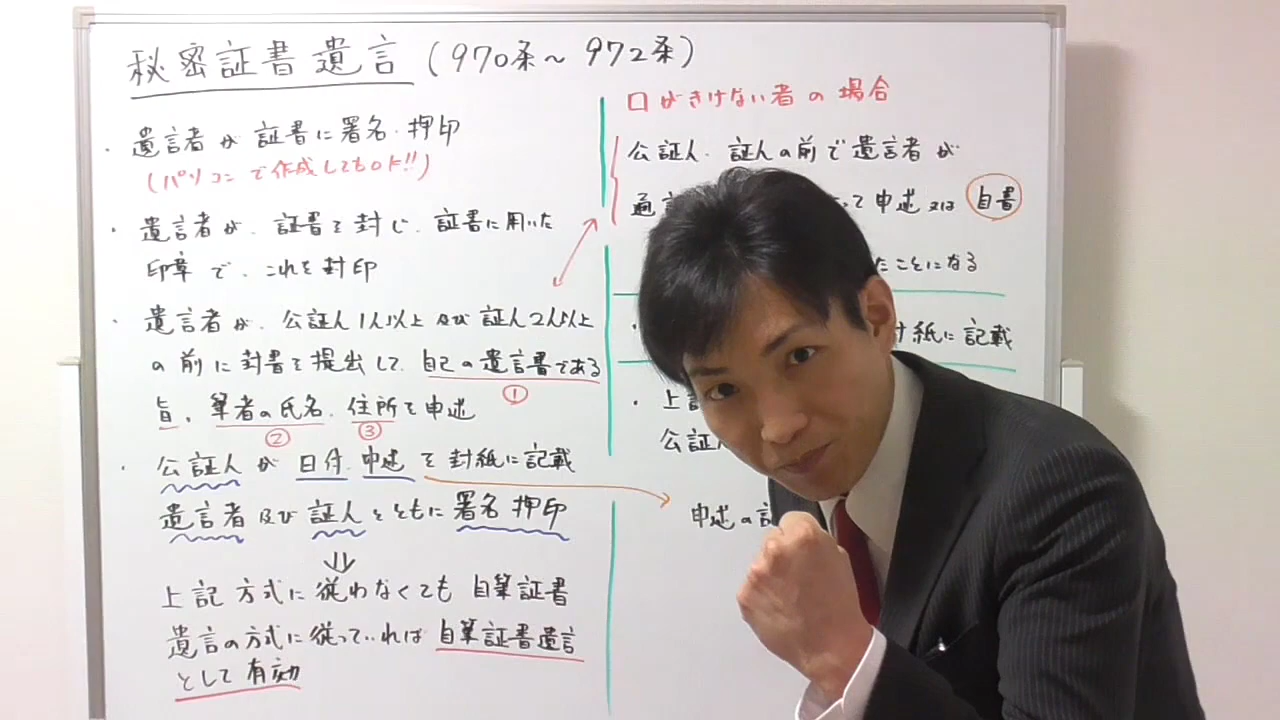 秘密証書遺言(970条～972条)
・遺言者が証書に署名・押印
(パソコンで作成してもOK!!)
・遺言者が、証書を封じ、証書に用いた
印章で、これを封印
・遺言者が、公証人1人以上及び証人2人以上
の前に封書を提出して、自己の遺言書である
①
旨、筆者の氏名、住所を申述
② ③
・公証人が日付、申述を封紙に記載
遺言者及び証人とともに署名押印
⇓
上記方式に従わなくても自筆証書
遺言の方式に従っていれば自筆証書遺言
として有効
口がきけない者の場合
公証人、証人の前で遺言者が
て申述又は自書
たことになる
・ 封紙に記載
・上
公証
申述の